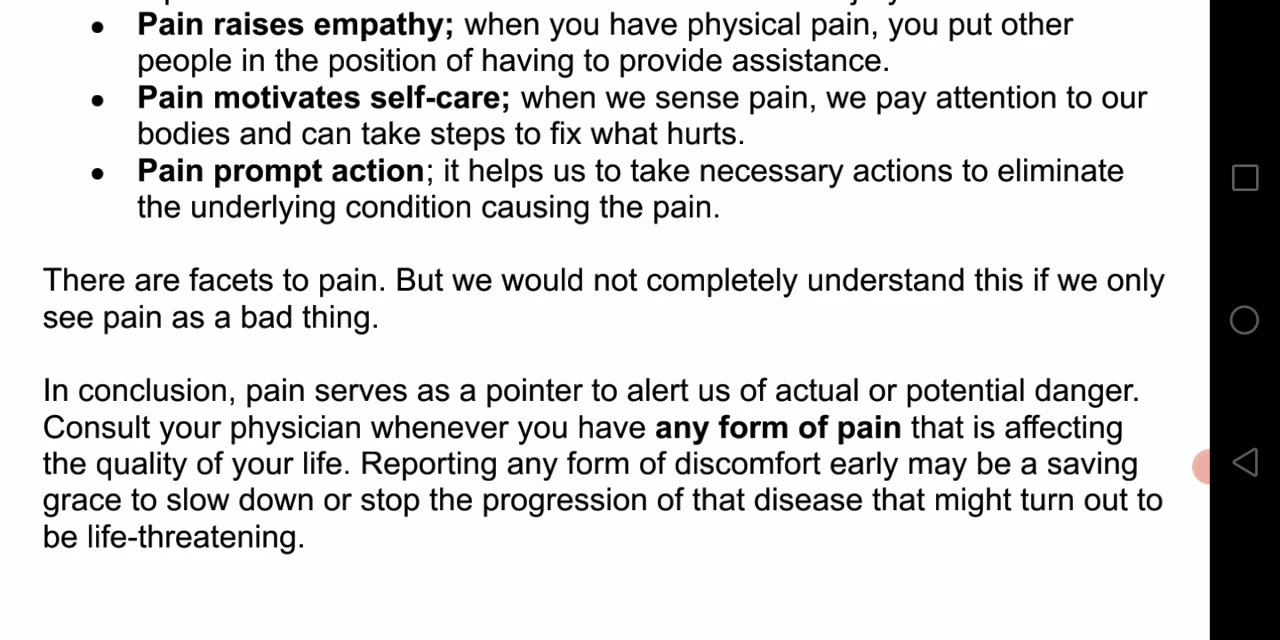 • Pain raises empathy; when you have physical pain, you put other
people in the position of having to provide assistance.
• Pain motivates self-care; when we sense pain, we pay attention to our
bodies and can take steps to fix what hurts.
• Pain prompt action; it helps us to take necessary actions to eliminate
the underlying condition causing the pain.
There are facets to pain. But we would not completely understand this if we only
see pain as a bad thing.
In conclusion, pain serves as a pointer to alert us of actual or potential danger.
Consult your physician whenever you have any form of pain that is affecting
the quality of your life. Reporting any form of discomfort early may be a saving
grace to slow down or stop the progression of that disease that might turn out to
be life-threatening.